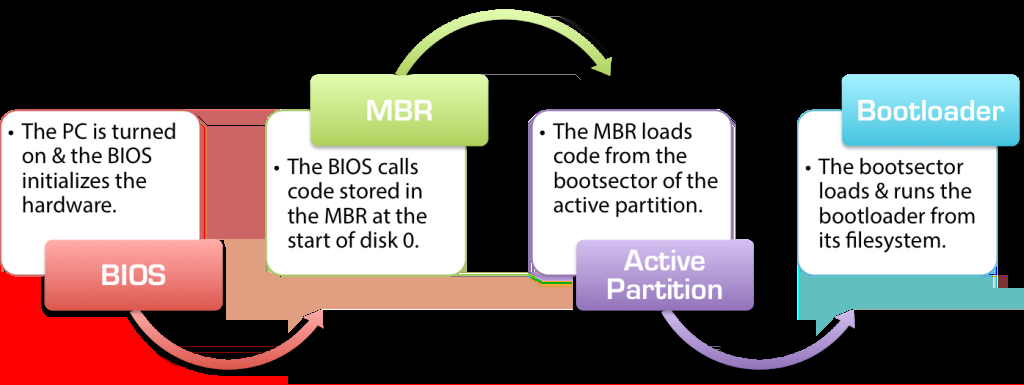 • The PC is turned
on & the BIOS
initializes the
hardware.
BIOS
MBR
• The BIOS calls
code stored in
the MBR at the
start of disk 0.
• The MBR loads
code from the
bootsector of the
active partition.
Active
Partition
Bootloader
• The bootsector
loads & runs the
bootloader from
its filesystem.